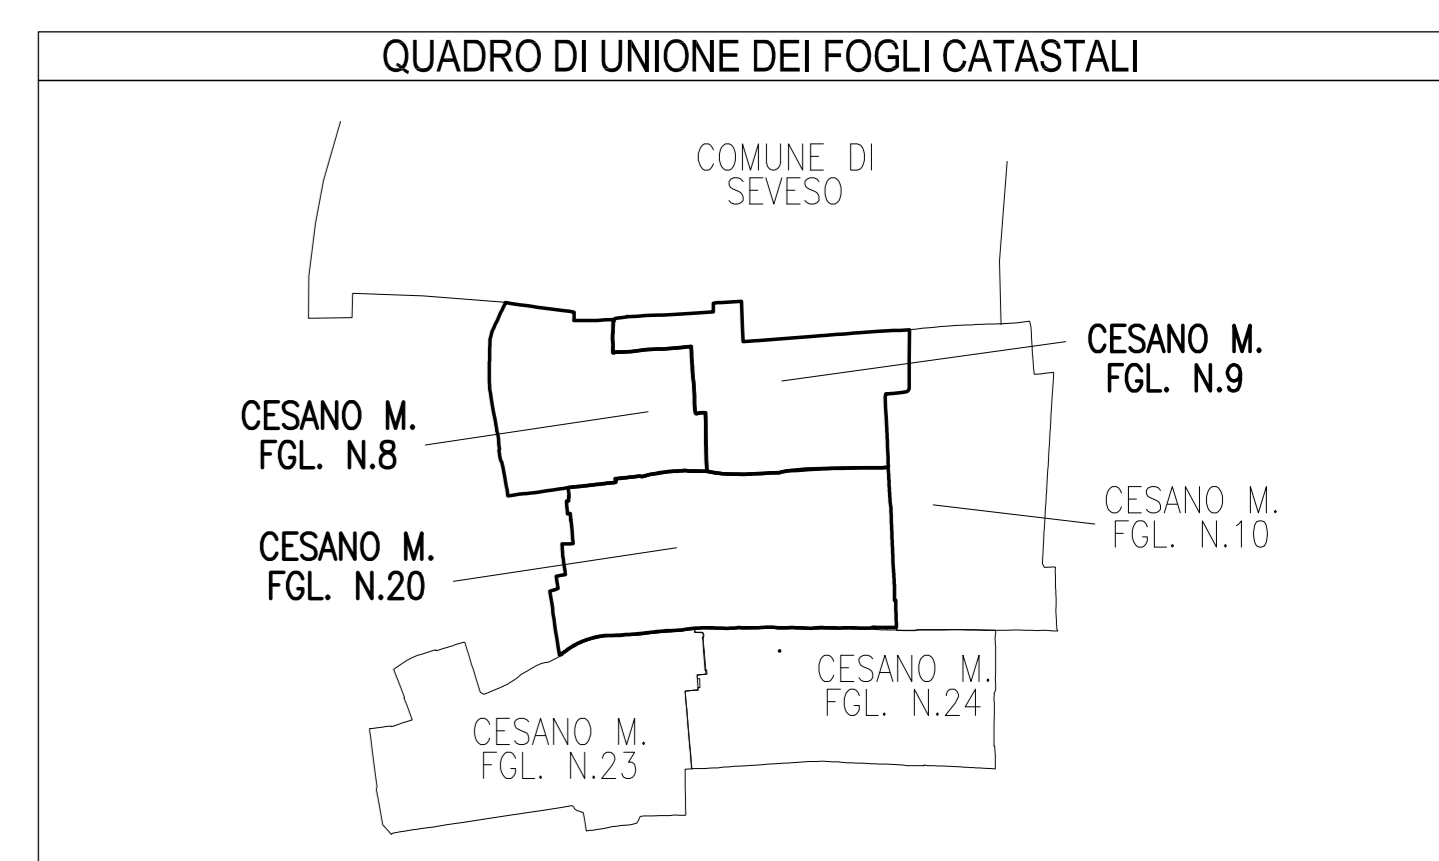 QUADRO DI UNIONE DEI FOGLI CATASTALI
COMUNE DI
SEVESO
CESANO M.
FGL. N.9
CESANO M.
FGL. N.8
CESANO M.
FGL. N.10
CESANO M.
FGL. N.20
CESANO M.
FGL. N.24
CESANO M.
FGL. N.23